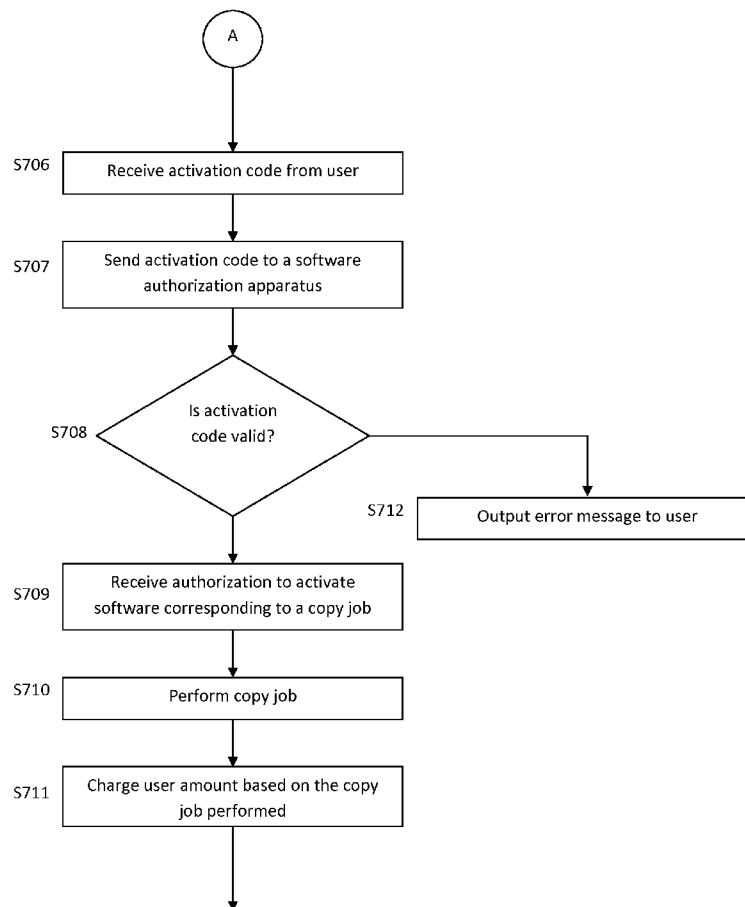 A
S706
Receive activation code from user
S707
Send activation code to a software
authorization apparatus
S708
Is activation
code valid?
S712
Output error message to user
S709
Receive authorization to activate
software corresponding to a copy job
S710
Perform copy job
S711
Charge user amount based on the copy
job performed